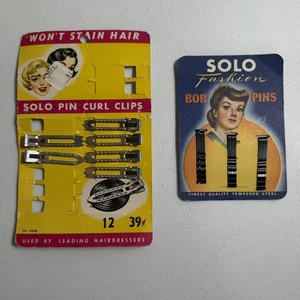 WON'T STAIN HAIR
SOLO PIN CURL CLIPS
12 39¢
USED BY LEADING HAIRDRESSERS
SOLO
Fashion
BOB PINS
FINEST QUALITY TEMPERED STEEL